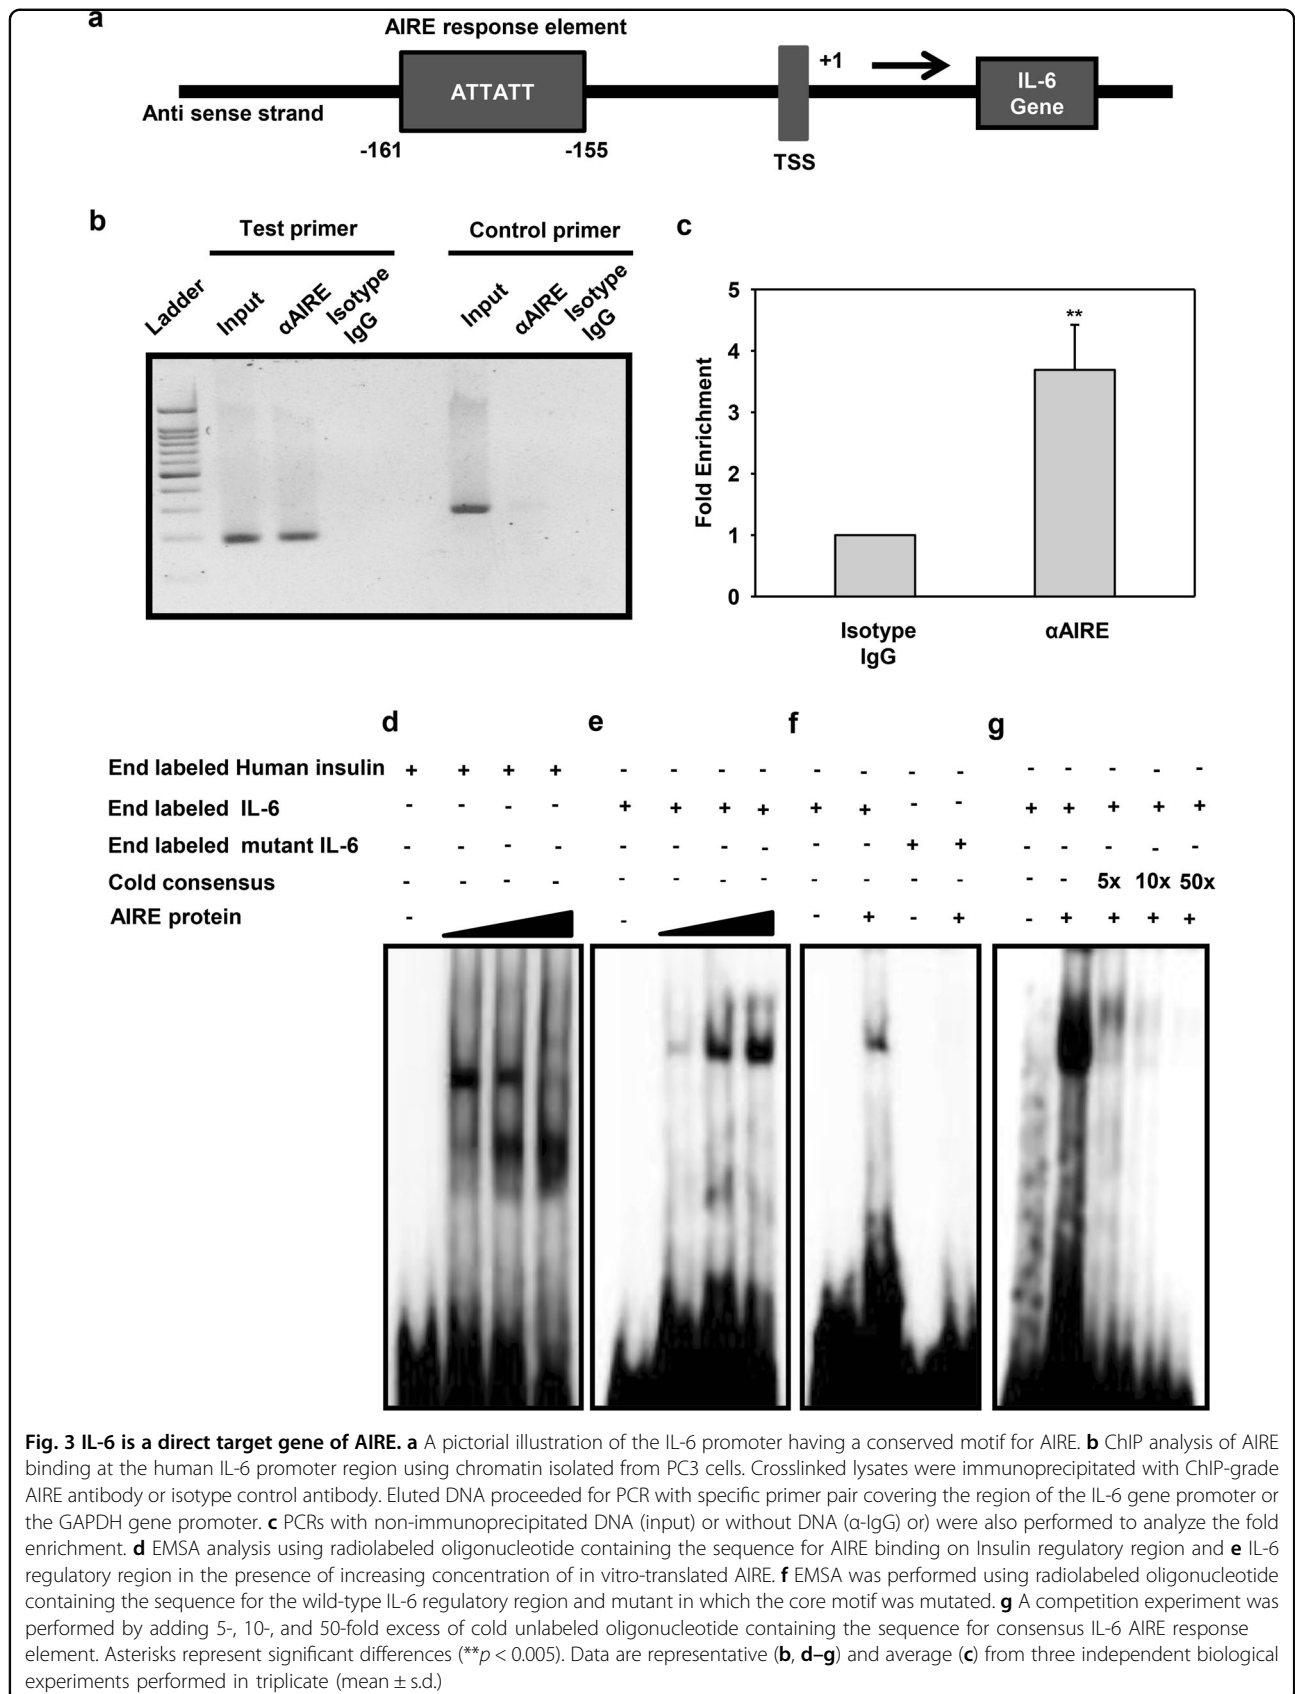 a
AIRE response element
ATTATT
+1
IL-6
Gene
Anti sense strand
-161
-155
TSS
b
Test primer
Control primer
Ladder
Input
αAIRE
Isotype
IgG
Input
αAIRE
Isotype
IgG
c
5
4
3
2
1
0
Fold Enrichment
**
Isotype
IgG
αAIRE
d e f g
End labeled Human insulin + + + + - - - - - - - - - - - - -
End labeled IL-6 - - - - + + + + + + - - + + + + +
End labeled mutant IL-6 - - - - - - - - - - + + - - - - -
Cold consensus - - - - - - - - - - - - - - 5x 10x 50x
AIRE protein - - - + - + - + + + +
Fig. 3 IL-6 is a direct target gene of AIRE. a A pictorial illustration of the IL-6 promoter having a conserved motif for AIRE. b ChIP analysis of AIRE
binding at the human IL-6 promoter region using chromatin isolated from PC3 cells. Crosslinked lysates were immunoprecipitated with ChIP-grade
AIRE antibody or isotype control antibody. Eluted DNA proceeded for PCR with specific primer pair covering the region of the IL-6 gene promoter or
the GAPDH gene promoter. c PCRs with non-immunoprecipitated DNA (input) or without DNA (α-IgG) or) were also performed to analyze the fold
enrichment. d EMSA analysis using radiolabeled oligonucleotide containing the sequence for AIRE binding on Insulin regulatory region and e IL-6
regulatory region in the presence of increasing concentration of in vitro-translated AIRE. f EMSA was performed using radiolabeled oligonucleotide
containing the sequence for the wild-type IL-6 regulatory region and mutant in which the core motif was mutated. g A competition experiment was
performed by adding 5-, 10-, and 50-fold excess of cold unlabeled oligonucleotide containing the sequence for consensus IL-6 AIRE response
element. Asterisks represent significant differences (**p < 0.005). Data are representative (b, d–g) and average (c) from three independent biological
experiments performed in triplicate (mean ± s.d.)